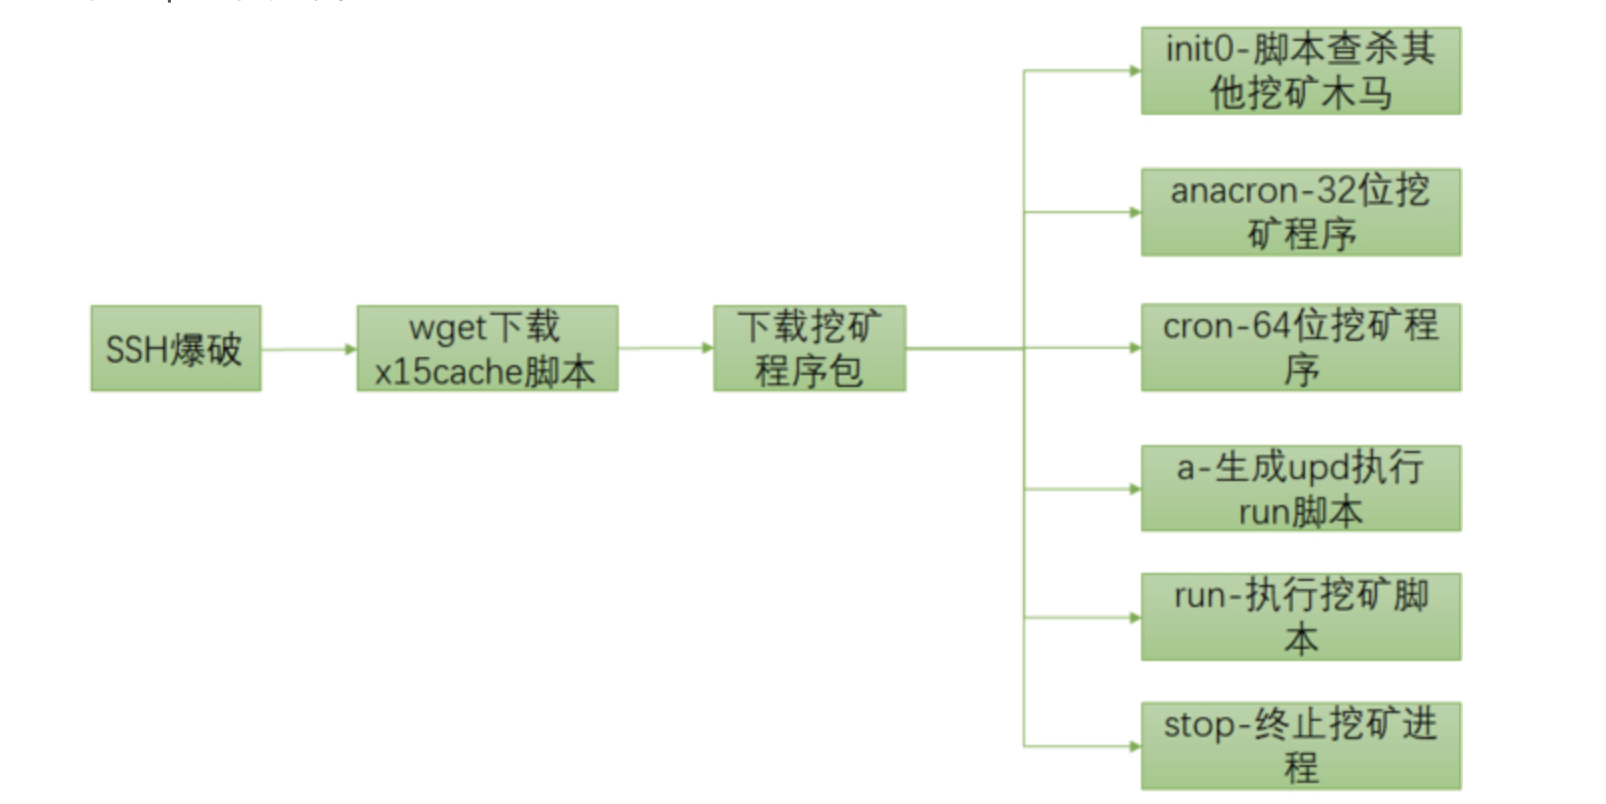 SSH爆破
wget下载
x15cache脚本
下载挖矿
程序包
init0-脚本查杀其
他挖矿木马
anacron-32位挖
矿程序
cron-64位挖矿程
序
a-生成upd执行
run脚本
run-执行挖矿脚
本
stop-终止挖矿进
程